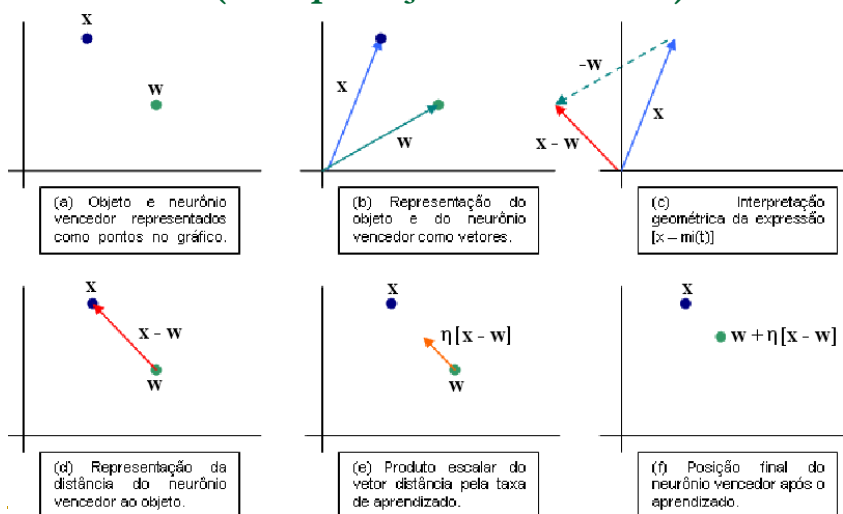 x
w
(a) Objeto e neurônio
vencedor representados
como pontos no gráfico.
x
w
(b) Representação do
objeto e do neurônio
vencedor como vetores.
-w
x
x - w
(c) Interpretação
geométrica da expressão
[x – mi(t)]
x
x - w
w
(d) Representação da
distância do neurônio
vencedor ao objeto.
x
η[x - w]
w
(e) Produto escalar do
vetor distância pela taxa
de aprendizado.
x
w + η[x - w]
(f) Posição final do
neurônio vencedor após o
aprendizado.